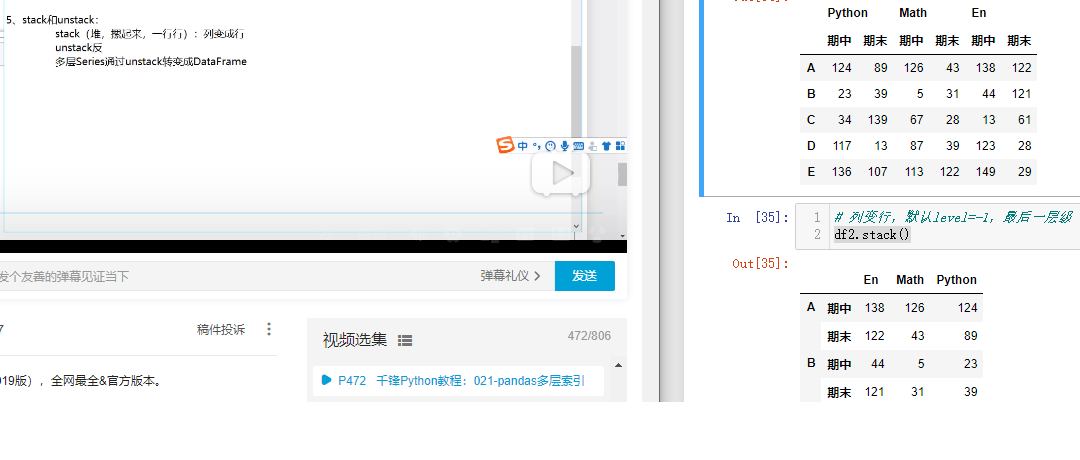 5、stack和unstack：
stack（堆，摞起来，一行行）：列变成行
unstack反
多层Series通过unstack转变成DataFrame
中
发个友善的弹幕见证当下
弹幕礼仪 >
发送
7
稿件投诉
视频选集
472/806
019版），全网最全&官方版本。
P472 千锋Python教程：021-pandas多层索引
Python Math En
期中 期末 期中 期末 期中 期末
A 124 89 126 43 138 122
B 23 39 5 31 44 121
C 34 139 67 28 13 61
D 117 13 87 39 123 28
E 136 107 113 122 149 29
In [35]:
1 # 列变行，默认level=-1，最后一层级
2 df2.stack()
Out[35]:
En Math Python
A 期中 138 126 124
期末 122 43 89
B 期中 44 5 23
期末 121 31 39